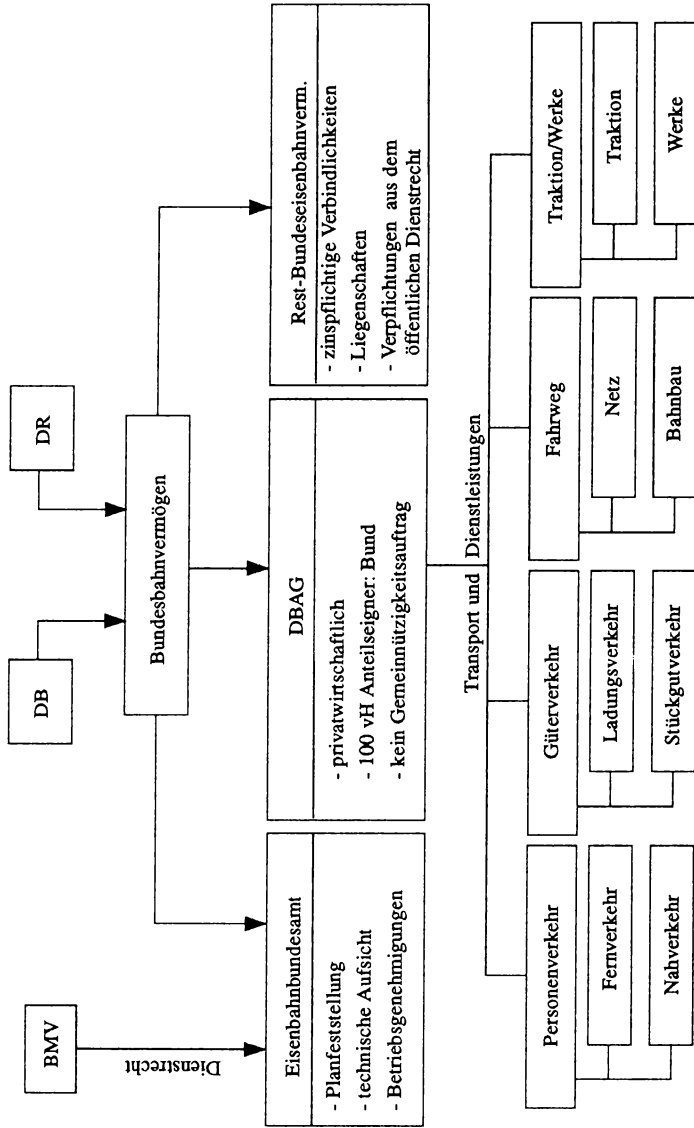 DB
DR
BMV
Dienstrecht
Bundesbahnvermögen
Eisenbahnbundesamt
- Planfeststellung
- technische Aufsicht
- Betriebsgenehmigungen
DBAG
- privatwirtschaftlich
- 100 vH Anteilseigner: Bund
- kein Gemeinnützigkeitsauftrag
Rest-Bundeseisenbahnverm.
- zinspflichtige Verbindlichkeiten
- Liegenschaften
- Verpflichtungen aus dem
öffentlichen Dienstrecht
Transport und Dienstleistungen
Personenverkehr
Fernverkehr
Nahverkehr
Güterverkehr
Ladungsverkehr
Stückgutverkehr
Fahrweg
Netz
Bahnbau
Traktion/Werke
Traktion
Werke